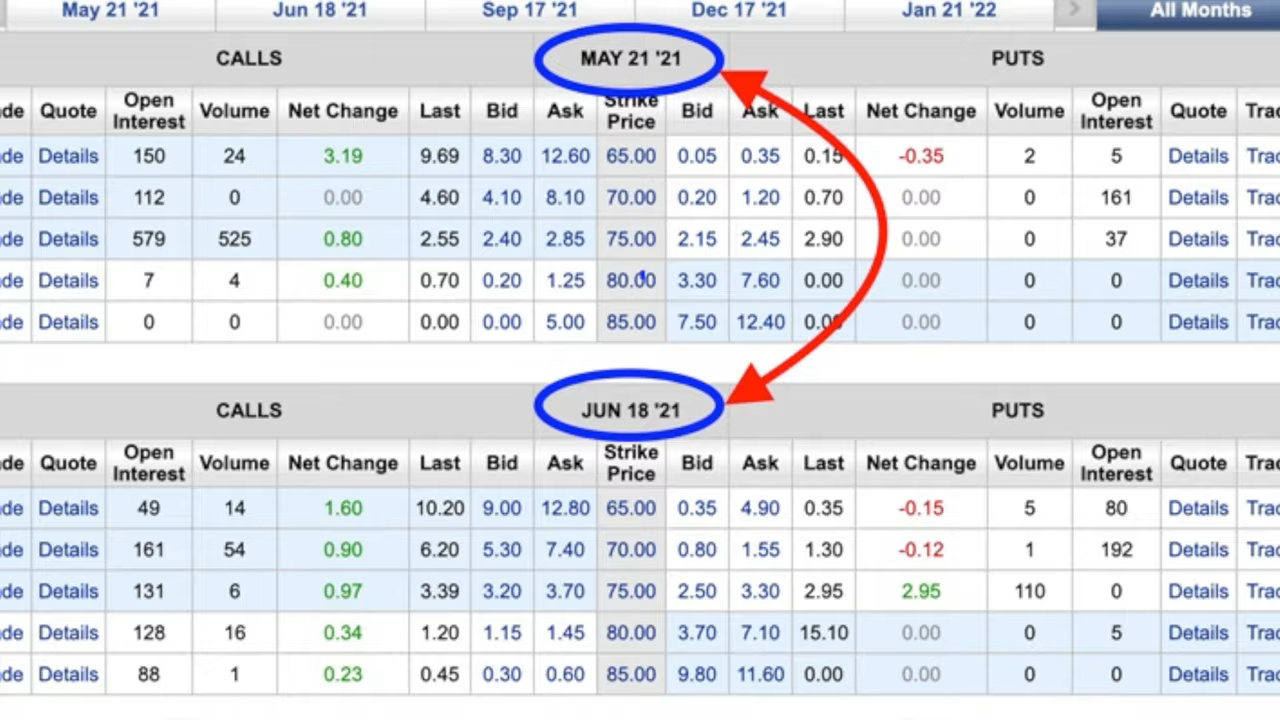 May 21 '21 Jun 18 '21 Sep 17 '21 Dec 17 '21 Jan 21 '22 > All Months
CALLS MAY 21 '21 PUTS
de Quote Open Interest Volume Net Change Last Bid Ask Strike Price Bid Ask Last Net Change Volume Open Interest Quote Trac
de Details 150 24 3.19 9.69 8.30 12.60 65.00 0.05 0.35 0.15 -0.35 2 5 Details Trac
de Details 112 0 0.00 4.60 4.10 8.10 70.00 0.20 1.20 0.70 0.00 0 161 Details Trac
de Details 579 525 0.80 2.55 2.40 2.85 75.00 2.15 2.45 2.90 0.00 0 37 Details Trac
de Details 7 4 0.40 0.70 0.20 1.25 80.00 3.30 7.60 0.00 0.00 0 0 Details Trac
de Details 0 0 0.00 0.00 0.00 5.00 85.00 7.50 12.40 0.00 0.00 0 0 Details Trac
CALLS JUN 18 '21 PUTS
de Quote Open Interest Volume Net Change Last Bid Ask Strike Price Bid Ask Last Net Change Volume Open Interest Quote Trac
de Details 49 14 1.60 10.20 9.00 12.80 65.00 0.35 4.90 0.35 -0.15 5 80 Details Trac
de Details 161 54 0.90 6.20 5.30 7.40 70.00 0.80 1.55 1.30 -0.12 1 192 Details Trac
de Details 131 6 0.97 3.39 3.20 3.70 75.00 2.50 3.30 2.95 2.95 110 0 Details Trac
de Details 128 16 0.34 1.20 1.15 1.45 80.00 3.70 7.10 15.10 0.00 0 5 Details Trac
de Details 88 1 0.23 0.45 0.30 0.60 85.00 9.80 11.60 0.00 0.00 0 0 Details Trac